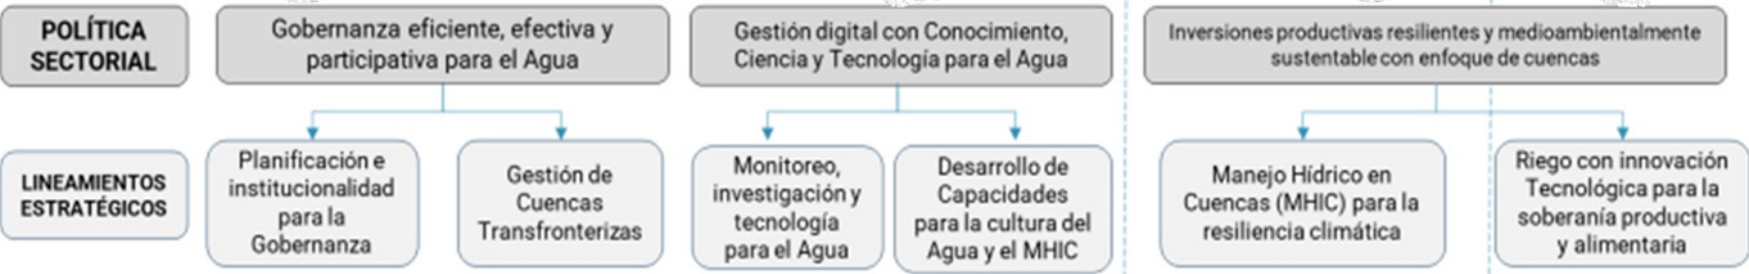 POLÍTICA
SECTORIAL
Gobernanza eficiente, efectiva y
participativa para el Agua
Gestión digital con Conocimiento,
Ciencia y Tecnología para el Agua
Inversiones productivas resilientes y medioambientalmente
sustentable con enfoque de cuencas
LINEAMIENTOS
ESTRATÉGICOS
Planificación e
institucionalidad
para la
Gobernanza
Gestión de
Cuencas
Transfronterizas
Monitoreo,
investigación y
tecnología
para el Agua
Desarrollo de
Capacidades
para la cultura del
Agua y el MHIC
Manejo Hídrico en
Cuencas (MHIC) para la
resiliencia climática
Riego con innovación
Tecnológica para la
soberanía productiva
y alimentaria